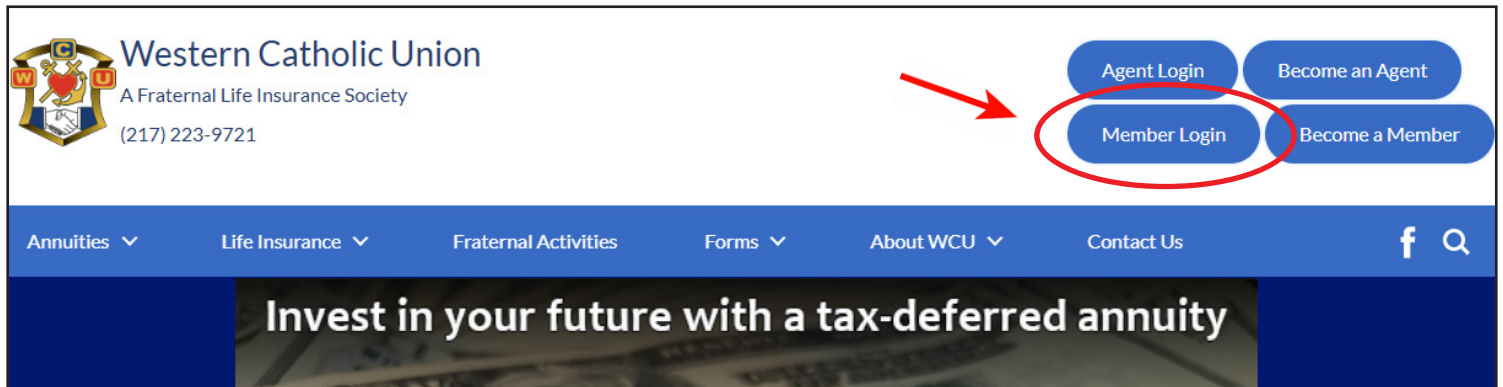 W C U
Western Catholic Union
A Fraternal Life Insurance Society
(217) 223-9721
Agent Login
Become an Agent
Member Login
Become a Member
Annuities
Life Insurance
Fraternal Activities
Forms
About WCU
Contact Us
f
Invest in your future with a tax-deferred annuity